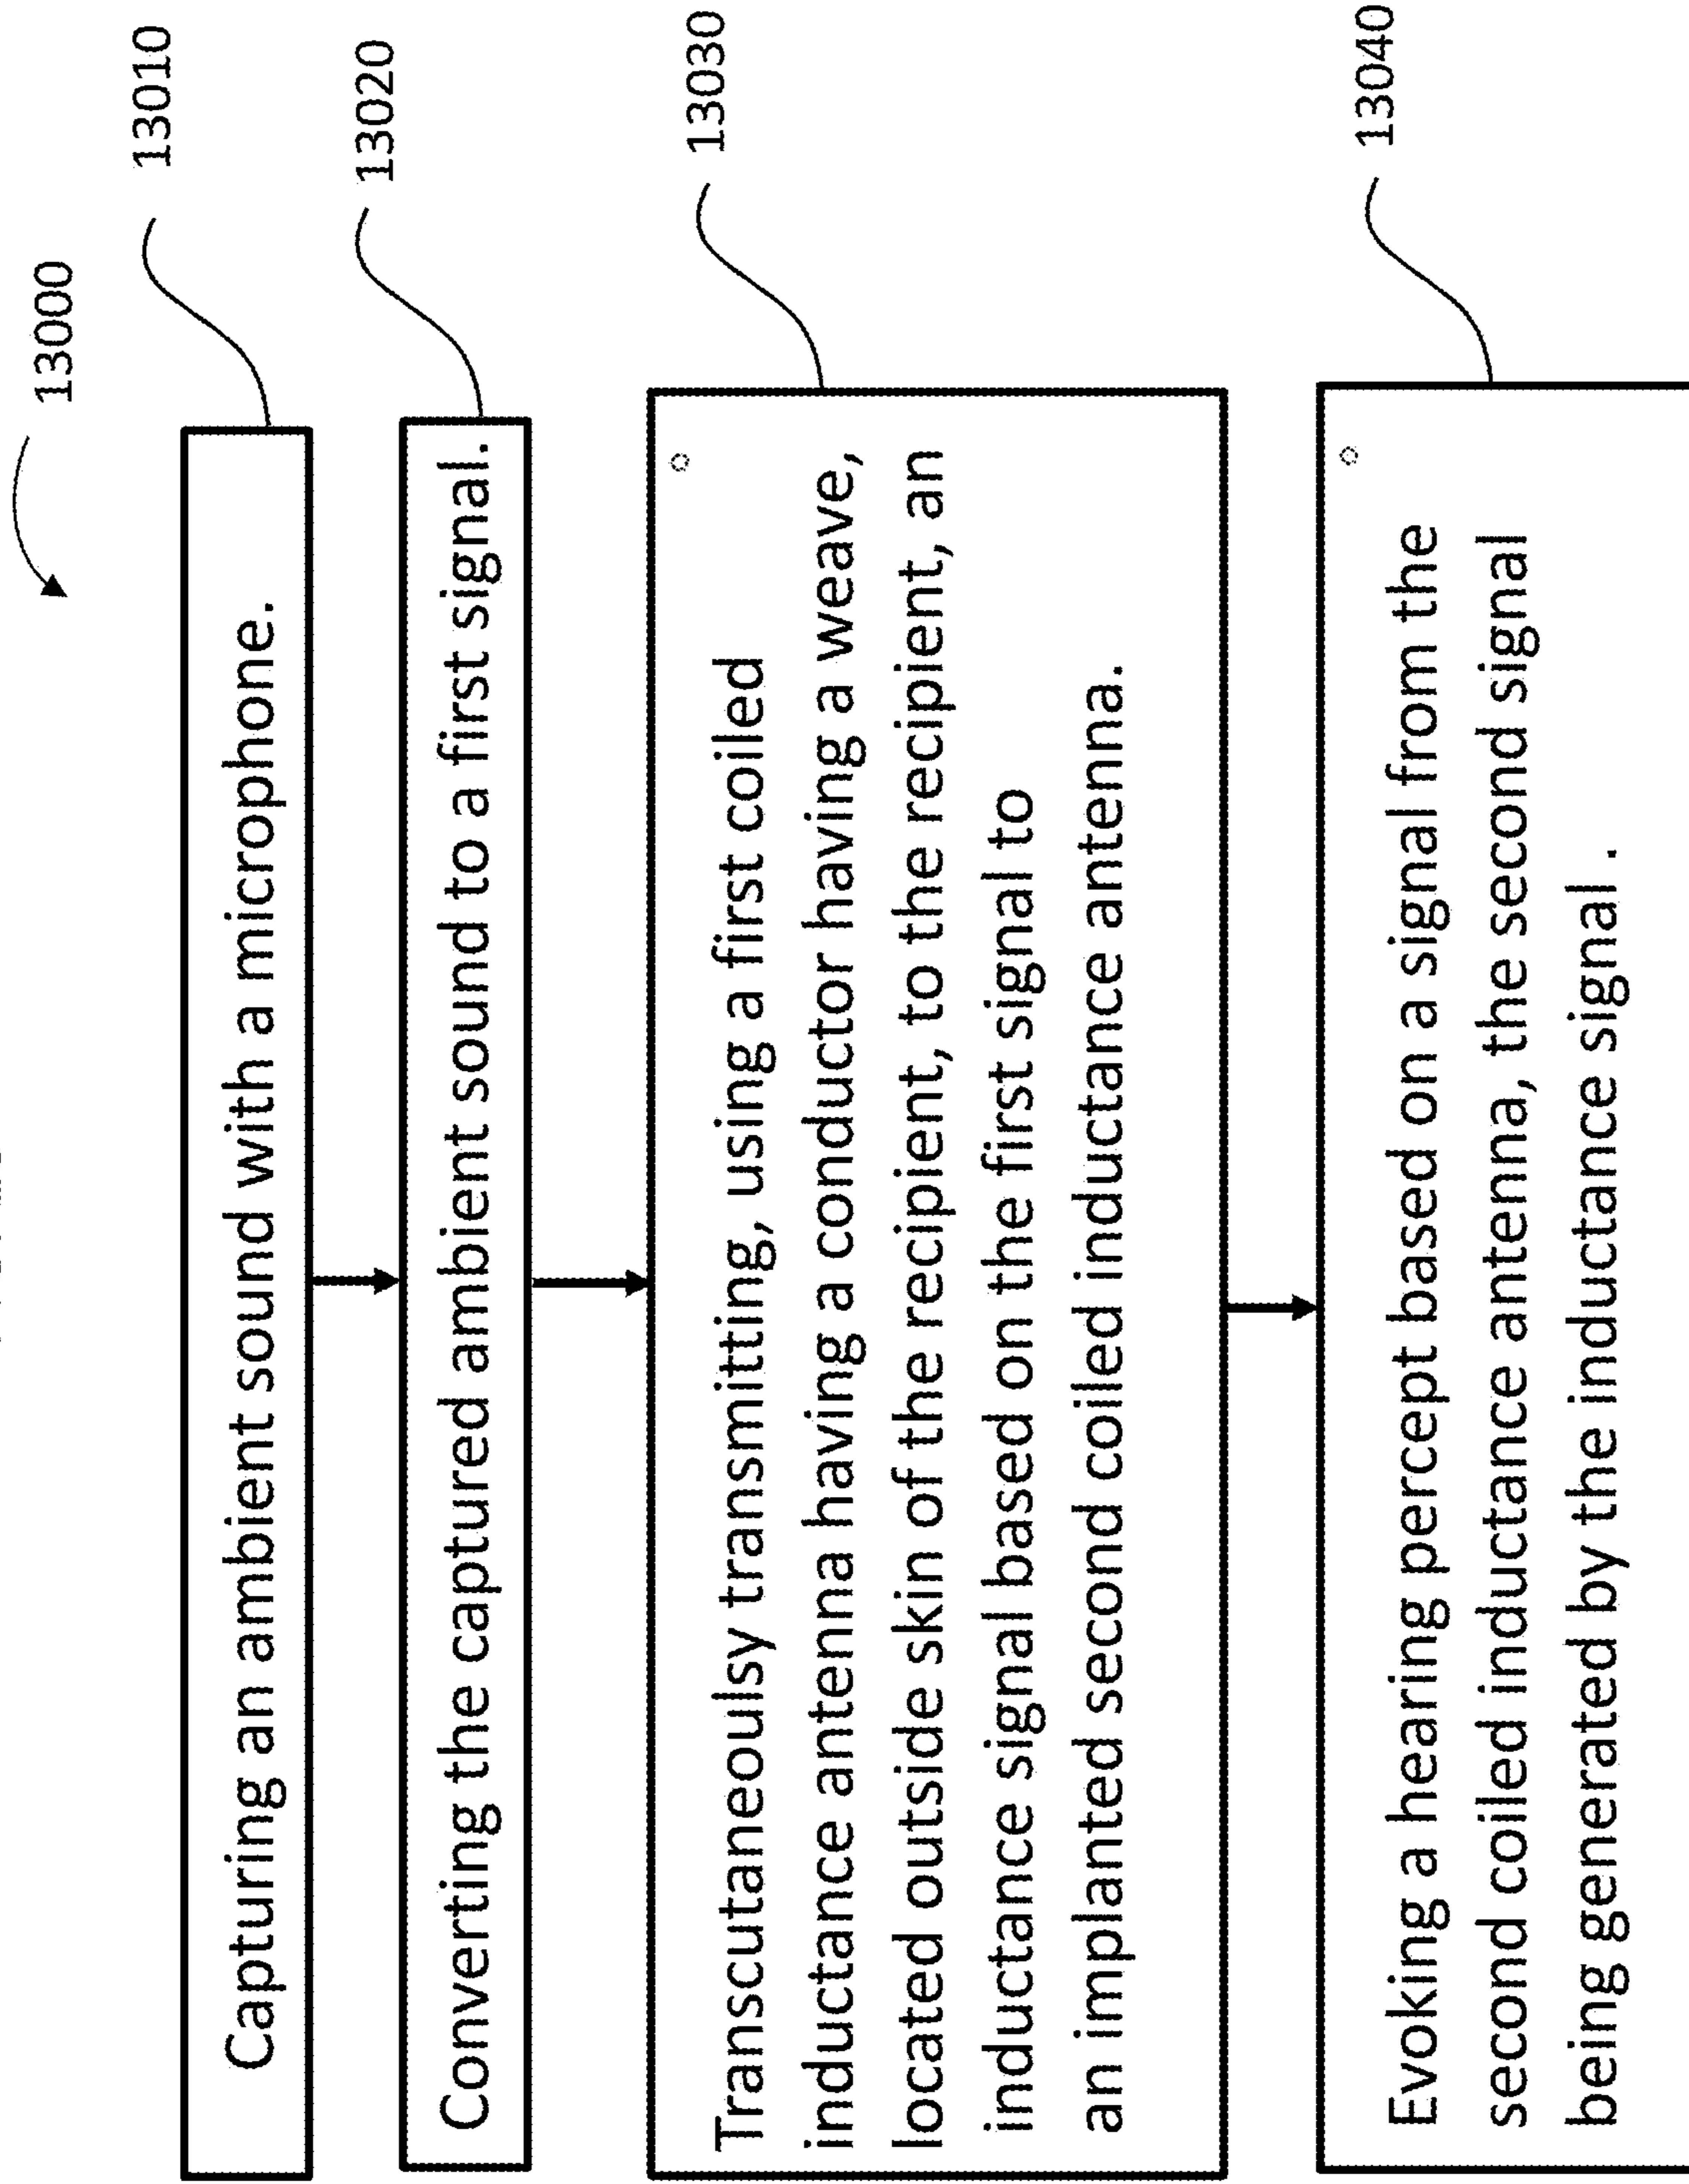 13000
13010
Capturing an ambient sound with a microphone.
13020
Converting the captured ambient sound to a first signal.
13030
Transcutaneoulsy transmitting, using a first coiled
inductance antenna having a conductor having a weave,
located outside skin of the recipient, to the recipient, an
inductance signal based on the first signal to
an implanted second coiled inductance antenna.
13040
Evoking a hearing percept based on a signal from the
second coiled inductance antenna, the second signal
being generated by the inductance signal .